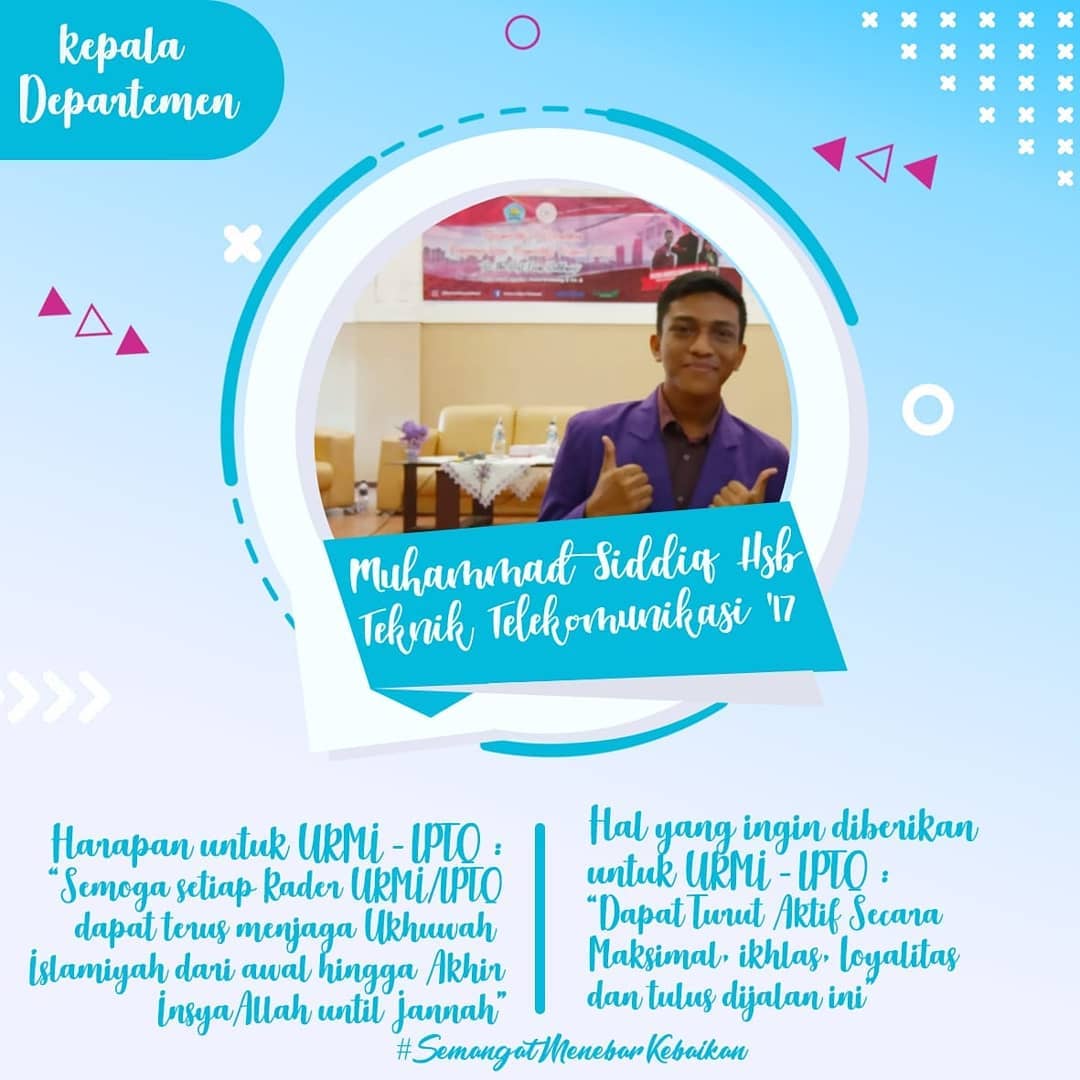 kepala
Departemen
Muhammad Siddiq Hsb
Teknik Telekomunikasi '17
Harapan untuk URMI - LPTQ :
"Semoga setiap kader URMI/LPTQ
dapat terus menjaga Ukhuwah
Islamiyah dari awal hingga Akhir
InsyaAllah until Jannah"
Hal yang ingin diberikan
untuk URMI - LPTQ :
"Dapat Turut Aktif Secara
Maksimal, ikhlas, loyalitas
dan tulus dijalan ini"
#SemangatMenebarKebaikan